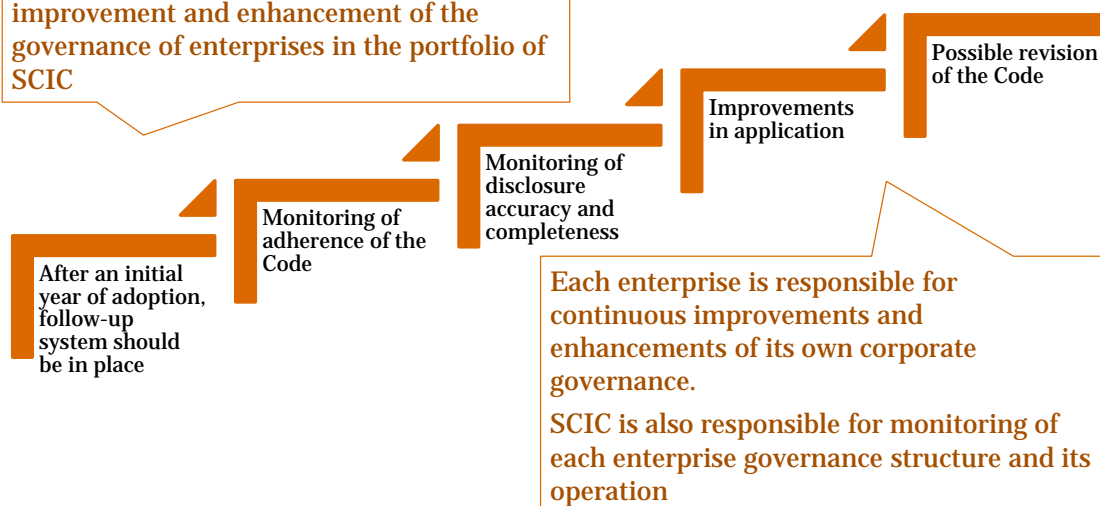 improvement and enhancement of the
governance of enterprises in the portfolio of
SCIC
After an initial
year of adoption,
follow-up
system should
be in place
Monitoring of
adherence of the
Code
Monitoring of
disclosure
accuracy and
completeness
Improvements
in application
Possible revision
of the Code
Each enterprise is responsible for
continuous improvements and
enhancements of its own corporate
governance.
SCIC is also responsible for monitoring of
each enterprise governance structure and its
operation